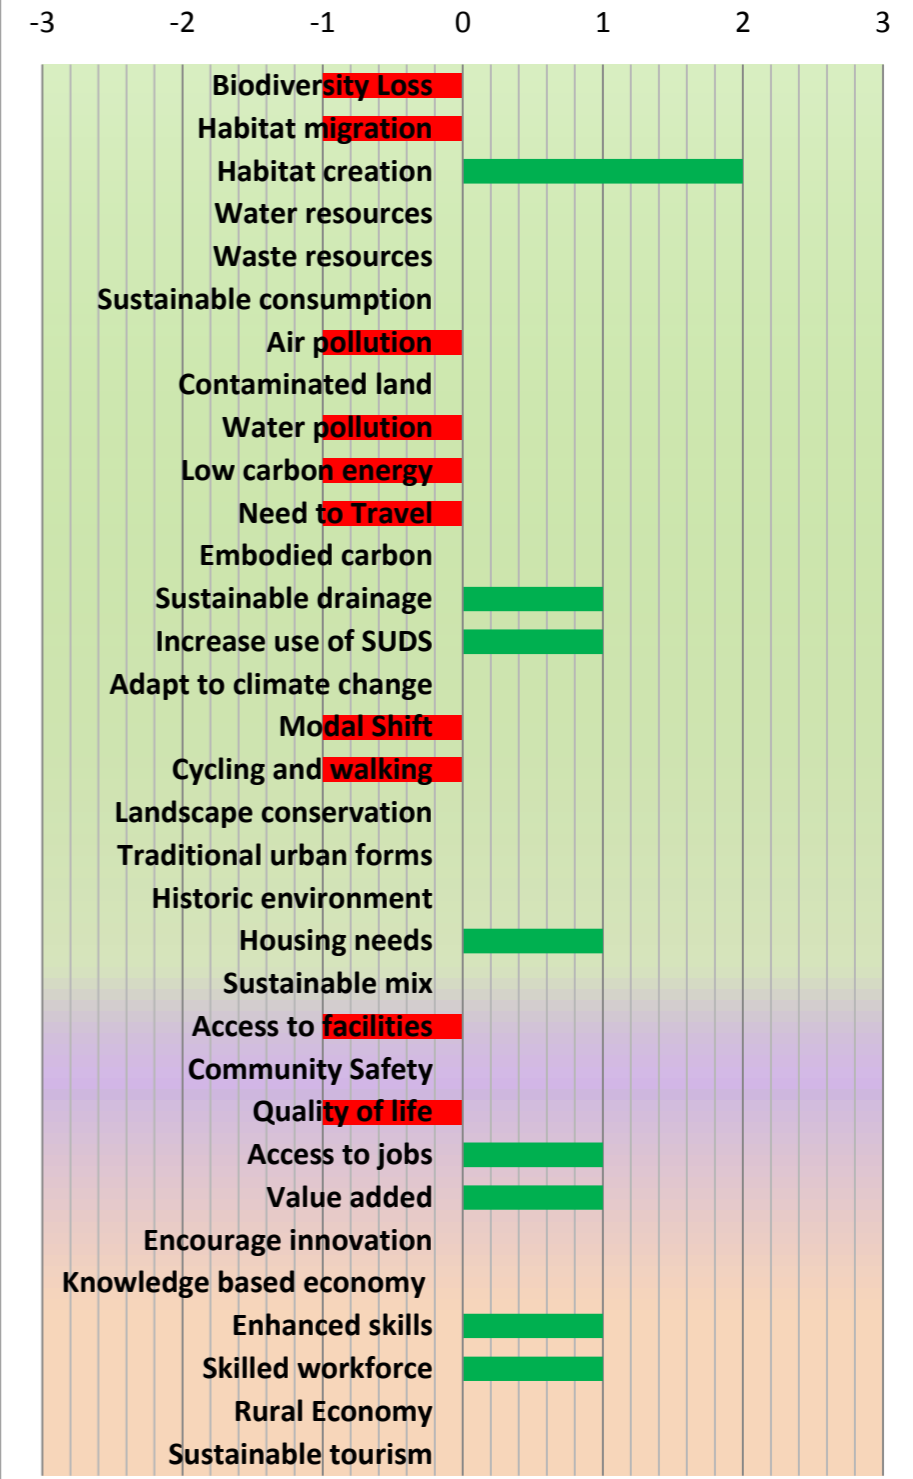 -3 -2 -1 0 1 2 3
Biodiversity Loss
Habitat migration
Habitat creation
Water resources
Waste resources
Sustainable consumption
Air pollution
Contaminated land
Water pollution
Low carbon energy
Need to Travel
Embodied carbon
Sustainable drainage
Increase use of SUDS
Adapt to climate change
Modal Shift
Cycling and walking
Landscape conservation
Traditional urban forms
Historic environment
Housing needs
Sustainable mix
Access to facilities
Community Safety
Quality of life
Access to jobs
Value added
Encourage innovation
Knowledge based economy
Enhanced skills
Skilled workforce
Rural Economy
Sustainable tourism